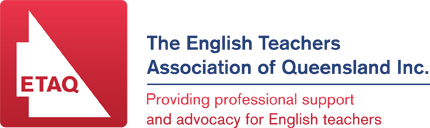 ETAQ
The English Teachers
Association of Queensland Inc.
Providing professional support
and advocacy for English teachers